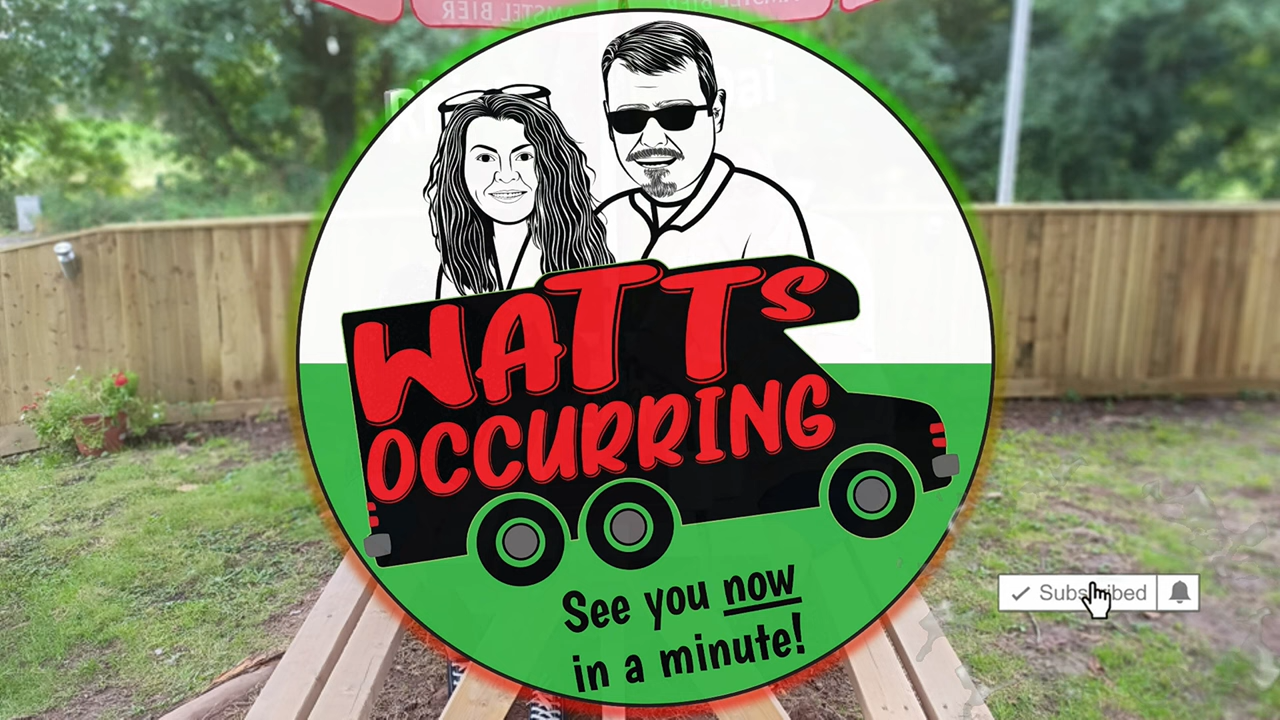 WATTS
OCCURRING
See you now
in a minute!
Subscribed